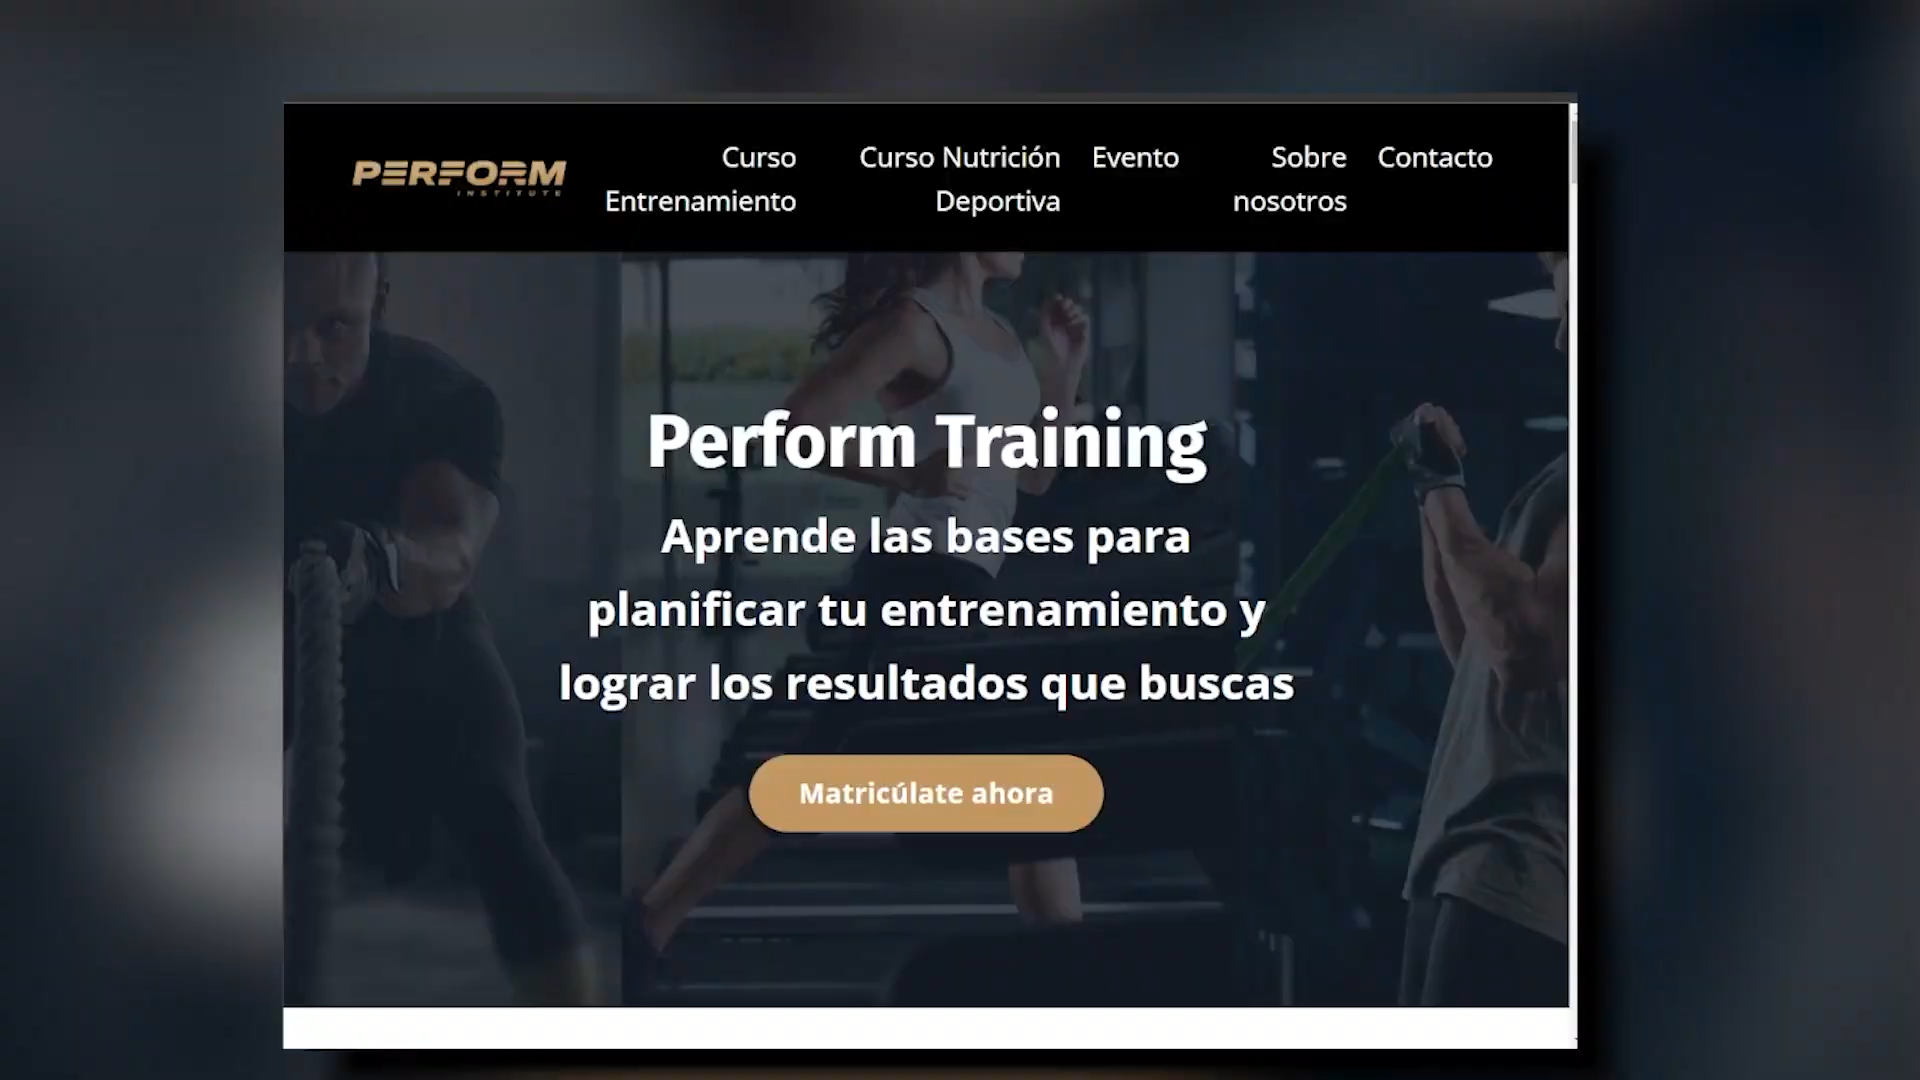 PERFORM
INSTITUTE
Curso
Entrenamiento
Curso Nutrición
Deportiva
Evento
Sobre
nosotros
Contacto
Perform Training
Aprende las bases para
planificar tu entrenamiento y
lograr los resultados que buscas
Matricúlate ahora